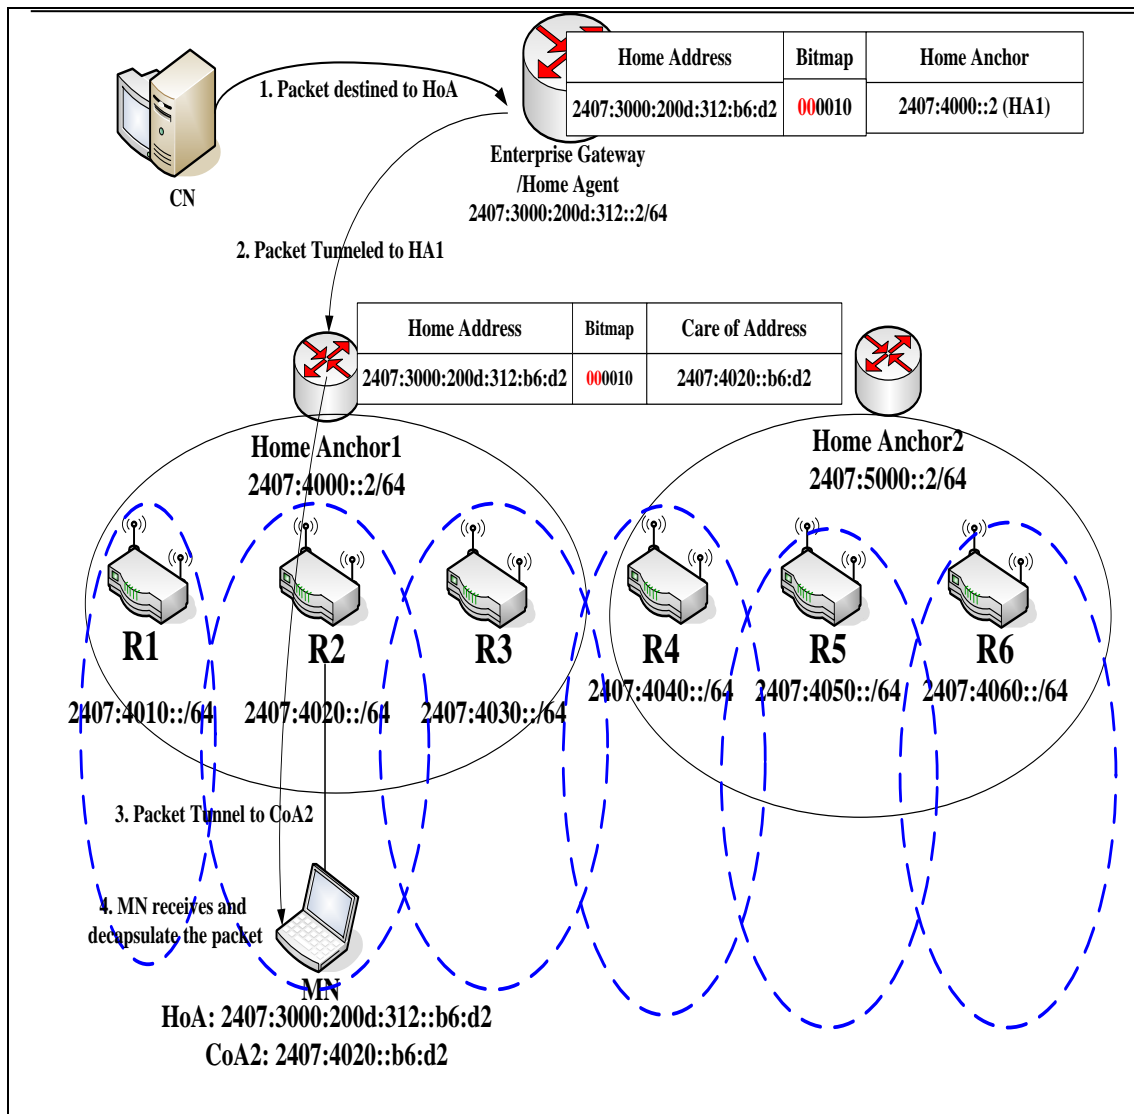 Home Address Bitmap Home Anchor
2407:3000:200d:312:b6:d2 000010 2407:4000::2 (HA1)
1. Packet destined to HoA
CN
Enterprise Gateway
/Home Agent
2407:3000:200d:312::2/64
2. Packet Tunneled to HA1
Home Address Bitmap Care of Address
2407:3000:200d:312:b6:d2 000010 2407:4020::b6:d2
Home Anchor1
2407:4000::2/64
Home Anchor2
2407:5000::2/64
R1 R2 R3 R4 R5 R6
2407:4010::/64 2407:4020::/64 2407:4030::/64 2407:4040::/64 2407:4050::/64 2407:4060::/64
3. Packet Tunnel to CoA2
4. MN receives and
decapsulate the packet
MN
HoA: 2407:3000:200d:312::b6:d2
CoA2: 2407:4020::b6:d2